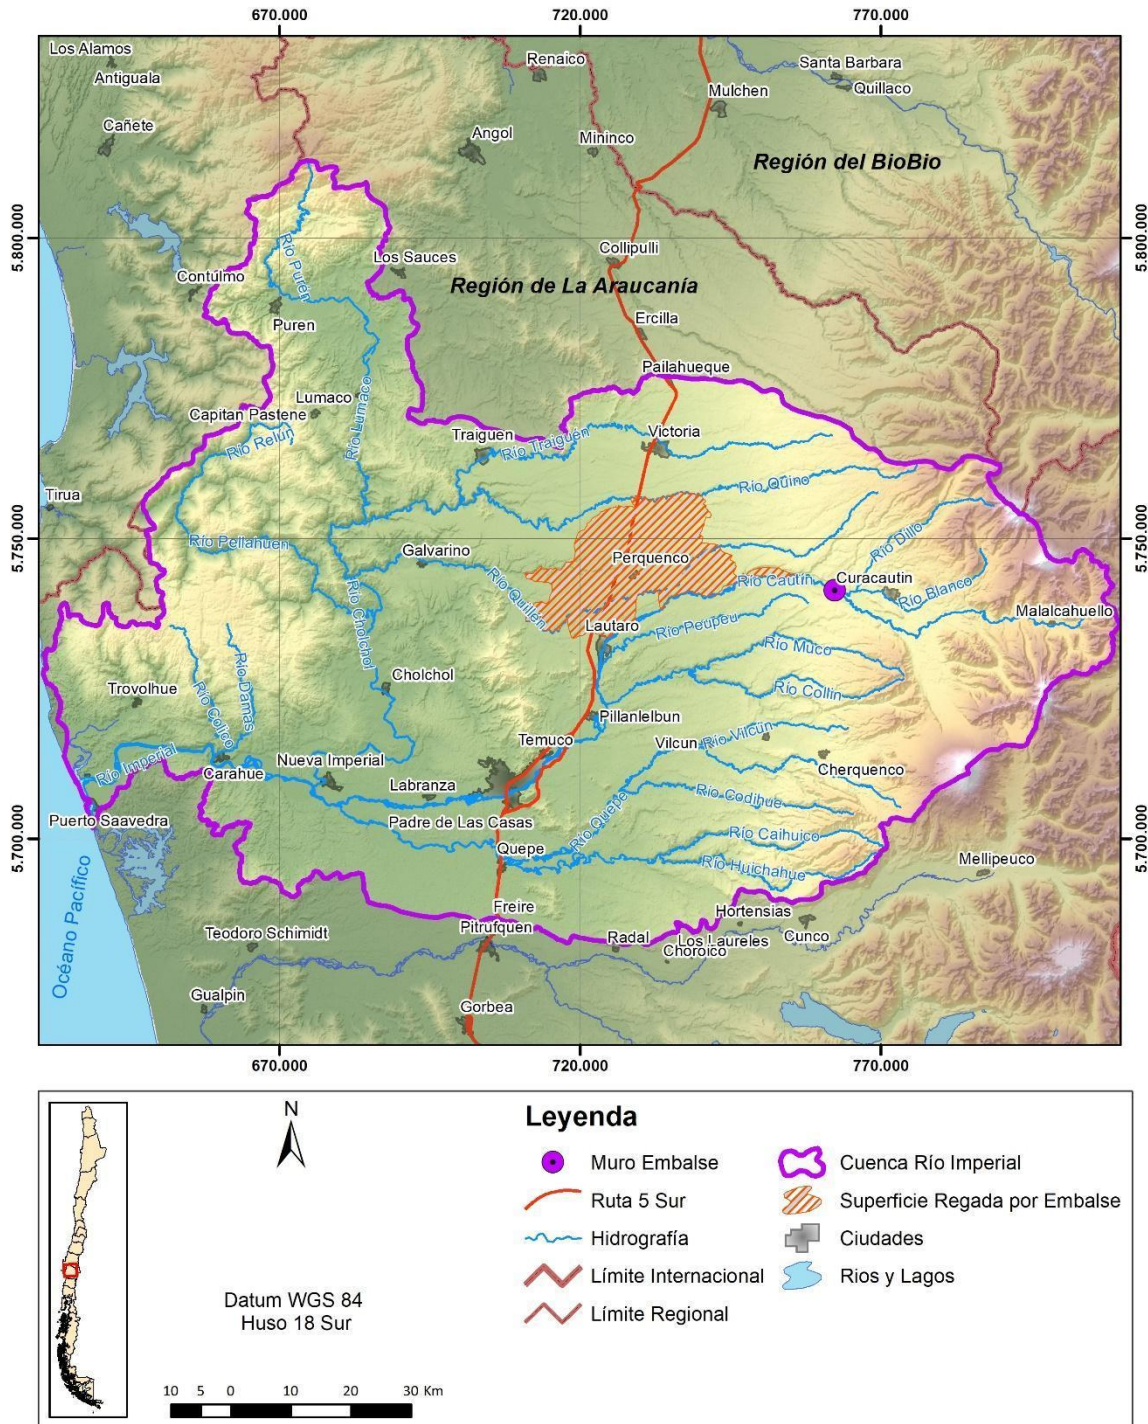 670.000
720.000
770.000
Los Alamos
Renaico
Santa Barbara
Antiguala
Quillaco
Mulchen
Cañete
Angol
Mininco
Región del BioBio
5.800.000
5.800.000
Río Purén
Collipulli
Los Sauces
Contúlmo
Región de La Araucanía
Puren
Ercilla
Pailahueque
Lumaco
Capitan Pastene
Río Lumaco
Río Relún
Traiguen
Río Traiguén
Victoria
Río Quino
Tirua
5.750.000
5.750.000
Río Pellahuen
Galvarino
Perquenco
Río Dillo
Río Cautín
Curacautin
Río Blanco
Río Quillén
Río Cholchol
Malalcahuello
Lautaro
Río Peupeu
Río Muco
Río Damas
Río Colico
Cholchol
Río Collín
Trovolhue
Pillanlelbun
Río Vilcún
Temuco
Vilcun
Río Imperial
Carahue
Nueva Imperial
Cherquenco
Labranza
Río Quepe
Río Codihue
Puerto Saavedra
Padre de Las Casas
Río Caihuico
5.700.000
5.700.000
Quepe
Río Huichahue
Mellipeuco
Océano Pacífico
Freire
Hortensias
Pitrufquen
Teodoro Schimidt
Radal
Los Laureles
Cunco
Choroico
Gualpin
Gorbea
670.000
720.000
770.000
N
Leyenda
Muro Embalse
Cuenca Río Imperial
Ruta 5 Sur
Superficie Regada por Embalse
Hidrografía
Ciudades
Límite Internacional
Rios y Lagos
Límite Regional
Datum WGS 84
Huso 18 Sur
10 5 0 10 20 30 Km